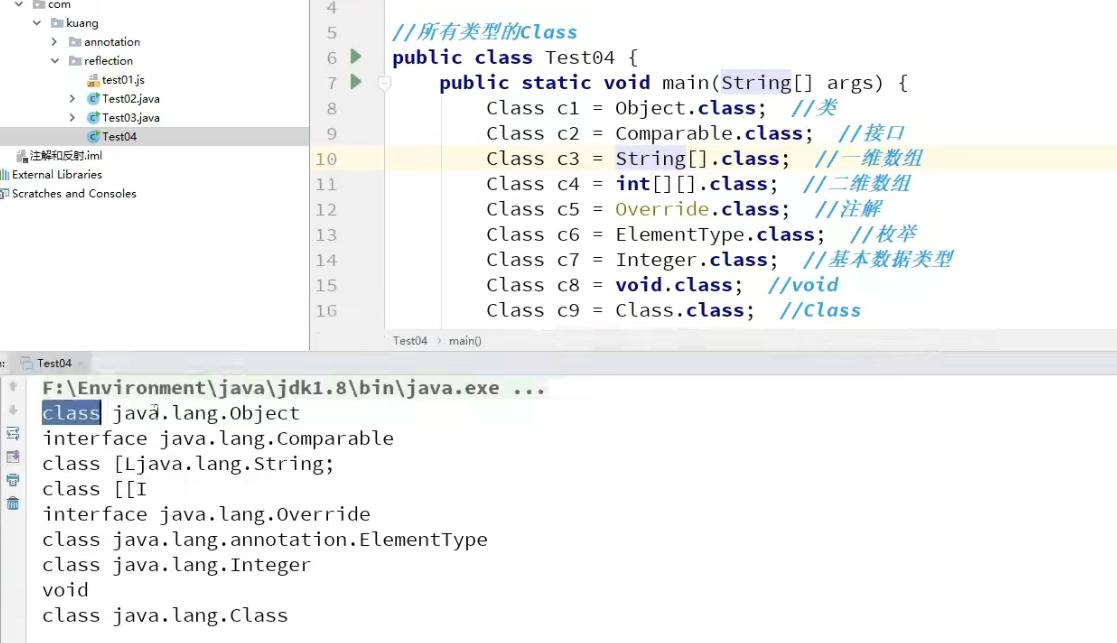 com
kuang
annotation
reflection
test01.js
Test02.java
Test03.java
Test04
注解和反射.iml
External Libraries
Scratches and Consoles
4
5 //所有类型的Class
6 public class Test04 {
7 public static void main(String[] args) {
8 Class c1 = Object.class; //类
9 Class c2 = Comparable.class; //接口
10 Class c3 = String[].class; //一维数组
11 Class c4 = int[][].class; //二维数组
12 Class c5 = Override.class; //注解
13 Class c6 = ElementType.class; //枚举
14 Class c7 = Integer.class; //基本数据类型
15 Class c8 = void.class; //void
16 Class c9 = Class.class; //Class
Test04 > main()
Test04
F:\Environment\java\jdk1.8\bin\java.exe ...
class java.lang.Object
interface java.lang.Comparable
class [Ljava.lang.String;
class [[I
interface java.lang.Override
class java.lang.annotation.ElementType
class java.lang.Integer
void
class java.lang.Class